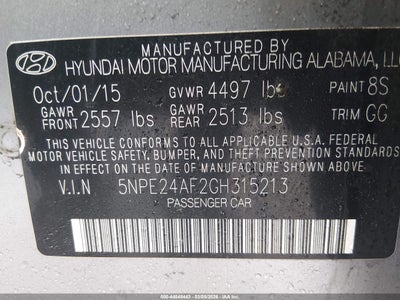 HYUNDAI MOTOR MANUFACTURING ALABAMA, LLC
Oct/01/15 GVWR 4497 lbs PAINT 8S
GAWR FRONT 2557 lbs GAWR REAR 2513 lbs TRIM GG
THIS VEHICLE CONFORMS TO ALL APPLICABLE U.S.A. FEDERAL
MOTOR VEHICLE SAFETY, BUMPER, AND THEFT PREVENTION STANDARDS
IN EFFECT ON THE DATE OF MANUFACTURE SHOWN ABOVE.
V.I.N 5NPE24AF2GH315213
PASSENGER CAR